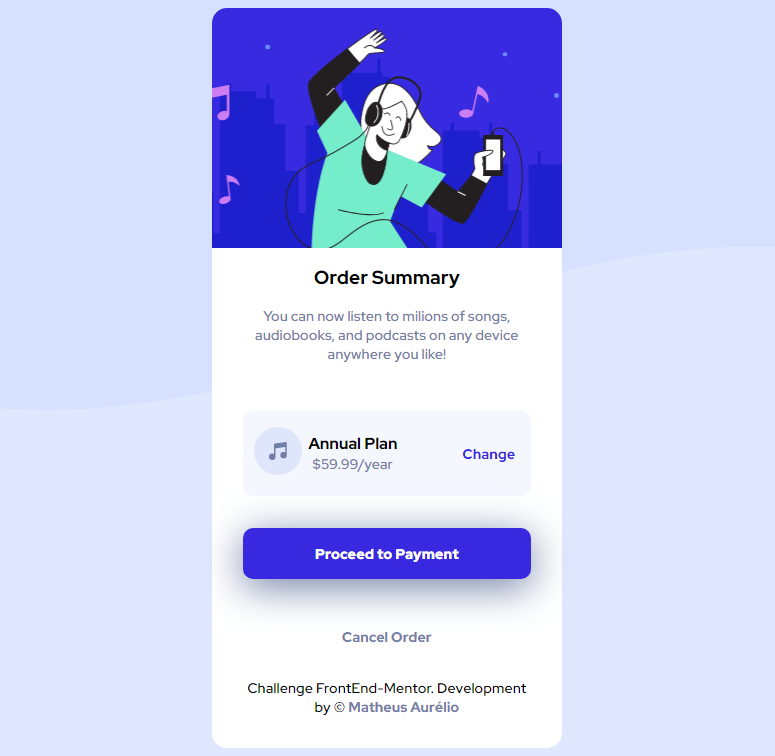 Order Summary
You can now listen to milions of songs,
audiobooks, and podcasts on any device
anywhere you like!
Annual Plan
$59.99/year
Change
Proceed to Payment
Cancel Order
Challenge FrontEnd-Mentor. Development
by © Matheus Aurélio